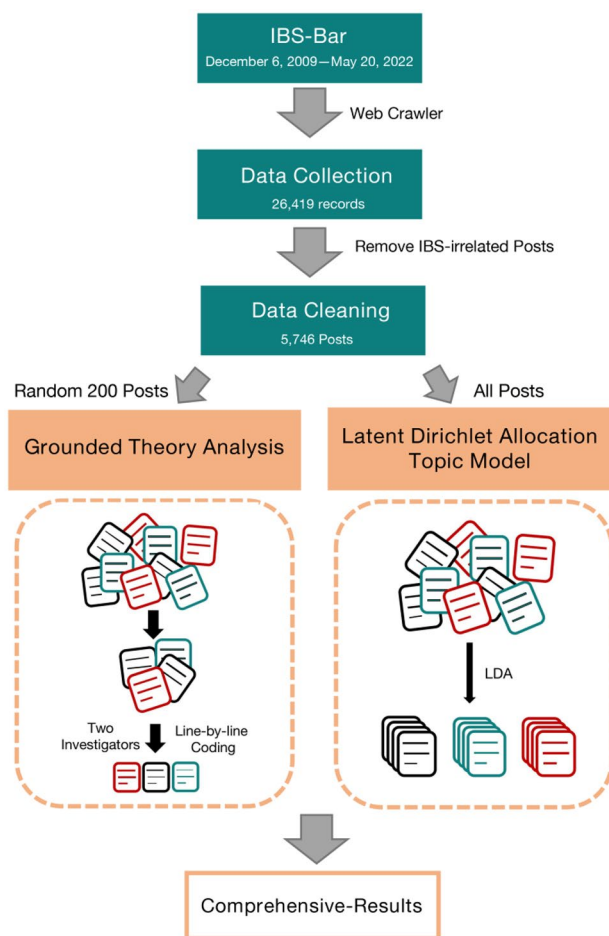 IBS-Bar
December 6, 2009—May 20, 2022
Web Crawler
Data Collection
26,419 records
Remove IBS-irrelated Posts
Data Cleaning
5,746 Posts
Random 200 Posts
All Posts
Grounded Theory Analysis
Latent Dirichlet Allocation
Topic Model
LDA
Two
Investigators
Line-by-line
Coding
Comprehensive-Results